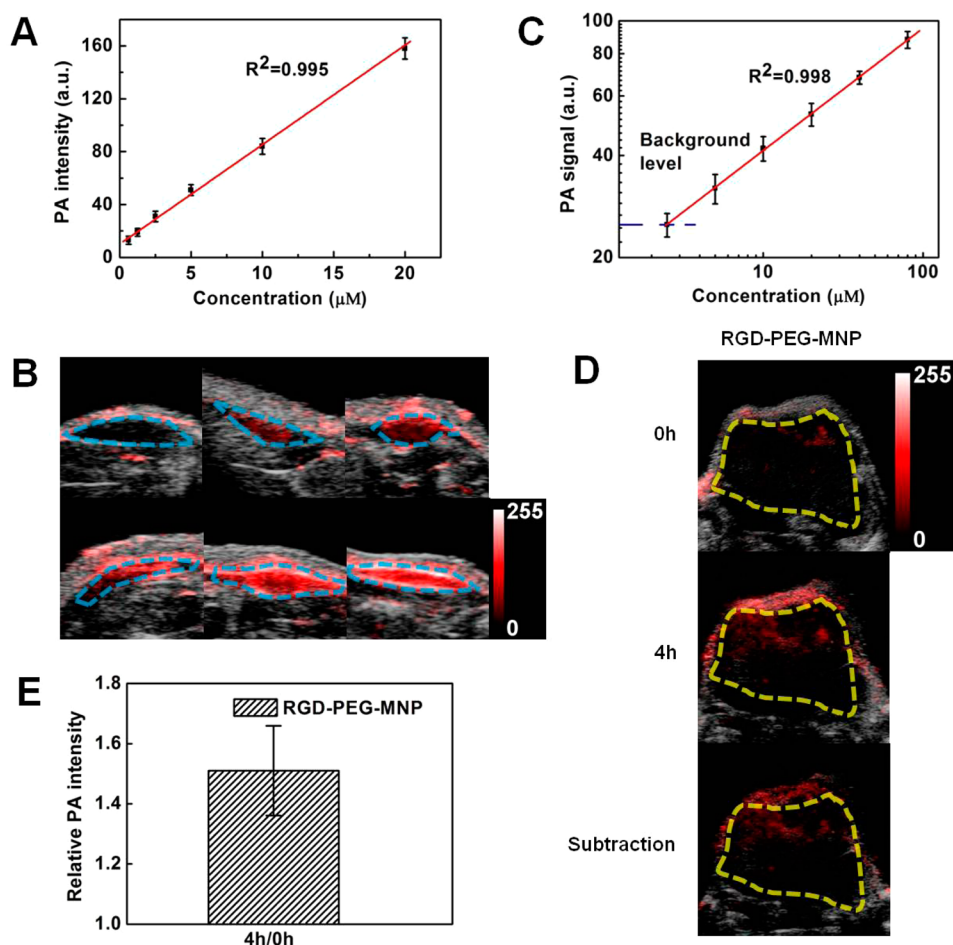 A
PA intensity (a.u.)
160
120
80
40
0
R²=0.995
0 5 10 15 20
Concentration (μM)
C
PA signal (a.u.)
100
80
60
40
20
R²=0.998
Background
level
10 100
Concentration (μM)
B
255
0
RGD-PEG-MNP
D
255
0
0h
4h
Subtraction
E
Relative PA intensity
1.8
1.6
1.4
1.2
1.0
RGD-PEG-MNP
4h/0h